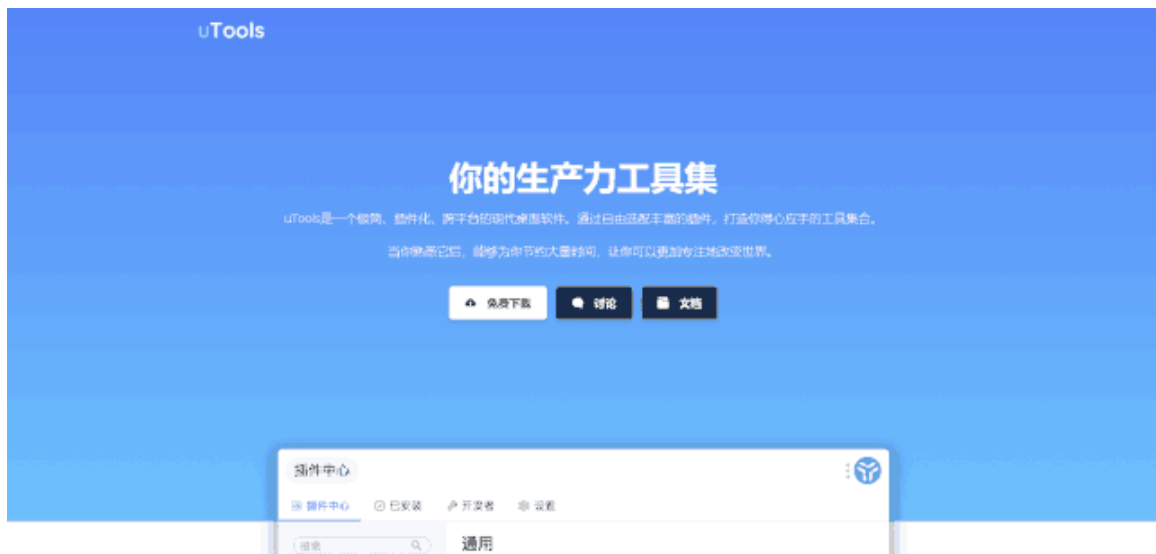 uTools
你的生产力工具集
uTools是一个极简、插件化、跨平台的现代桌面软件。通过自由选配丰富的插件，打造你得心应手的工具集合。
当你熟悉它后，能够为你节约大量时间，让你可以更加专注地改变世界。
免费下载 讨论 文档
插件中心
插件中心 已安装 开发者 设置
搜索 通用